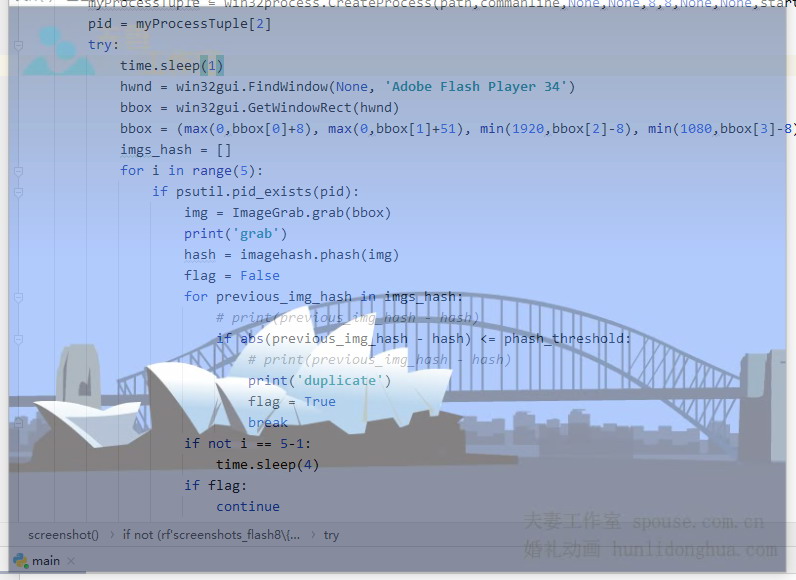 myProcessTuple = win32process.CreateProcess(path,commanline,None,None,8,8,None,None,start
pid = myProcessTuple[2]
try:
time.sleep(1)
hwnd = win32gui.FindWindow(None, 'Adobe Flash Player 34')
bbox = win32gui.GetWindowRect(hwnd)
bbox = (max(0,bbox[0]+8), max(0,bbox[1]+51), min(1920,bbox[2]-8), min(1080,bbox[3]-8)
imgs_hash = []
for i in range(5):
if psutil.pid_exists(pid):
img = ImageGrab.grab(bbox)
print('grab')
hash = imagehash.phash(img)
flag = False
for previous_img_hash in imgs_hash:
# print(previous_img_hash - hash)
if abs(previous_img_hash - hash) <= phash_threshold:
# print(previous_img_hash - hash)
print('duplicate')
flag = True
break
if not i == 5-1:
time.sleep(4)
if flag:
continue
夫妻工作室 spouse.com.cn
screenshot() › if not (rf'screenshots_flash8\{... › try
婚礼动画 hunlidonghua.com
main ×